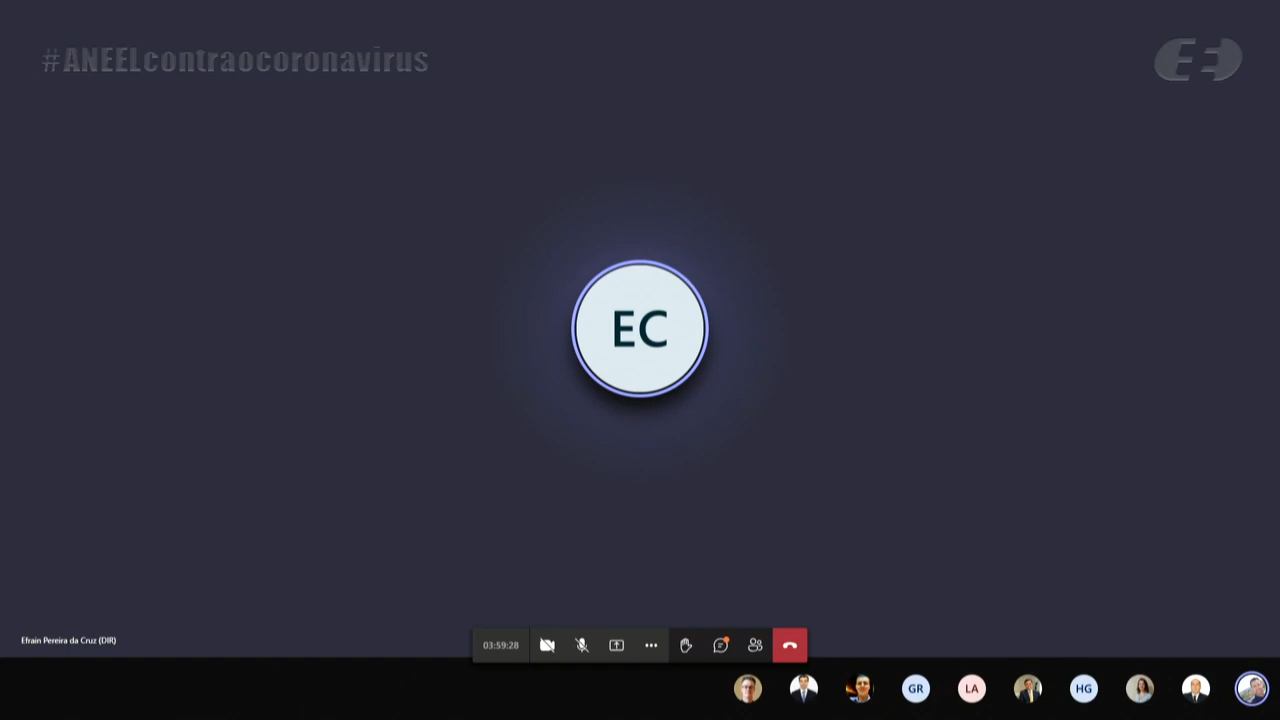 #ANEELcontraocoronavirus
EC
Efrain Pereira da Cruz (DIR)
03:59:28
GR
LA
HG